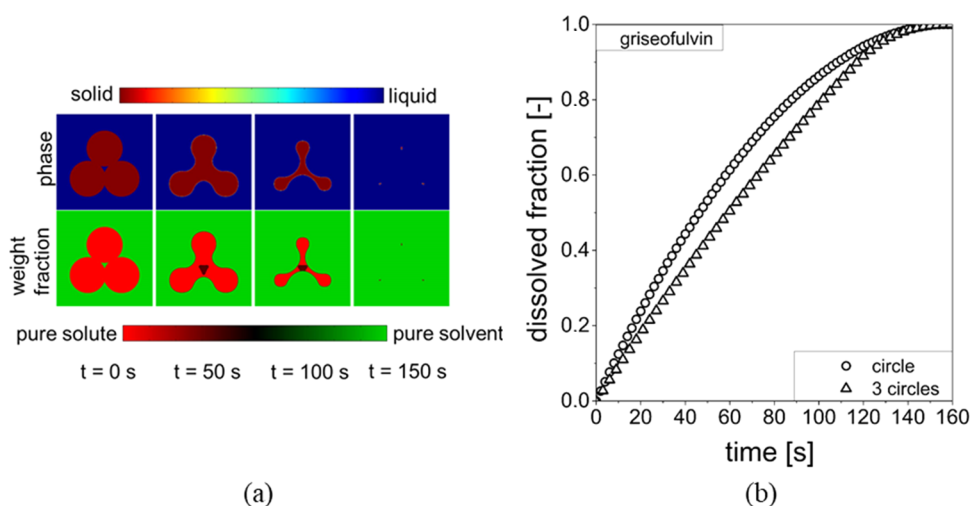 solid
liquid
phase
weight
fraction
pure solute
pure solvent
t = 0 s
t = 50 s
t = 100 s
t = 150 s
(a)
griseofulvin
1.0
0.8
0.6
0.4
0.2
0.0
dissolved fraction [-]
circle
3 circles
0 20 40 60 80 100 120 140 160
time [s]
(b)